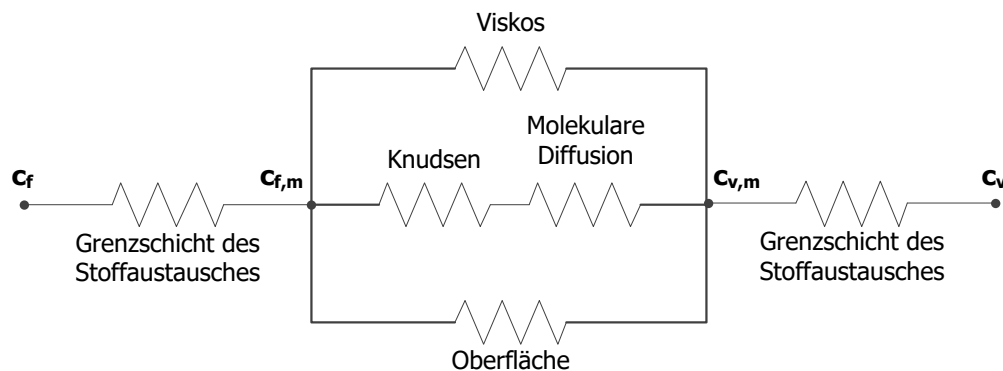 Viskos
Molekulare
Diffusion
Knudsen
cf
cf,m
cv,m
cv
Grenzschicht des
Stoffaustausches
Grenzschicht des
Stoffaustausches
Oberfläche